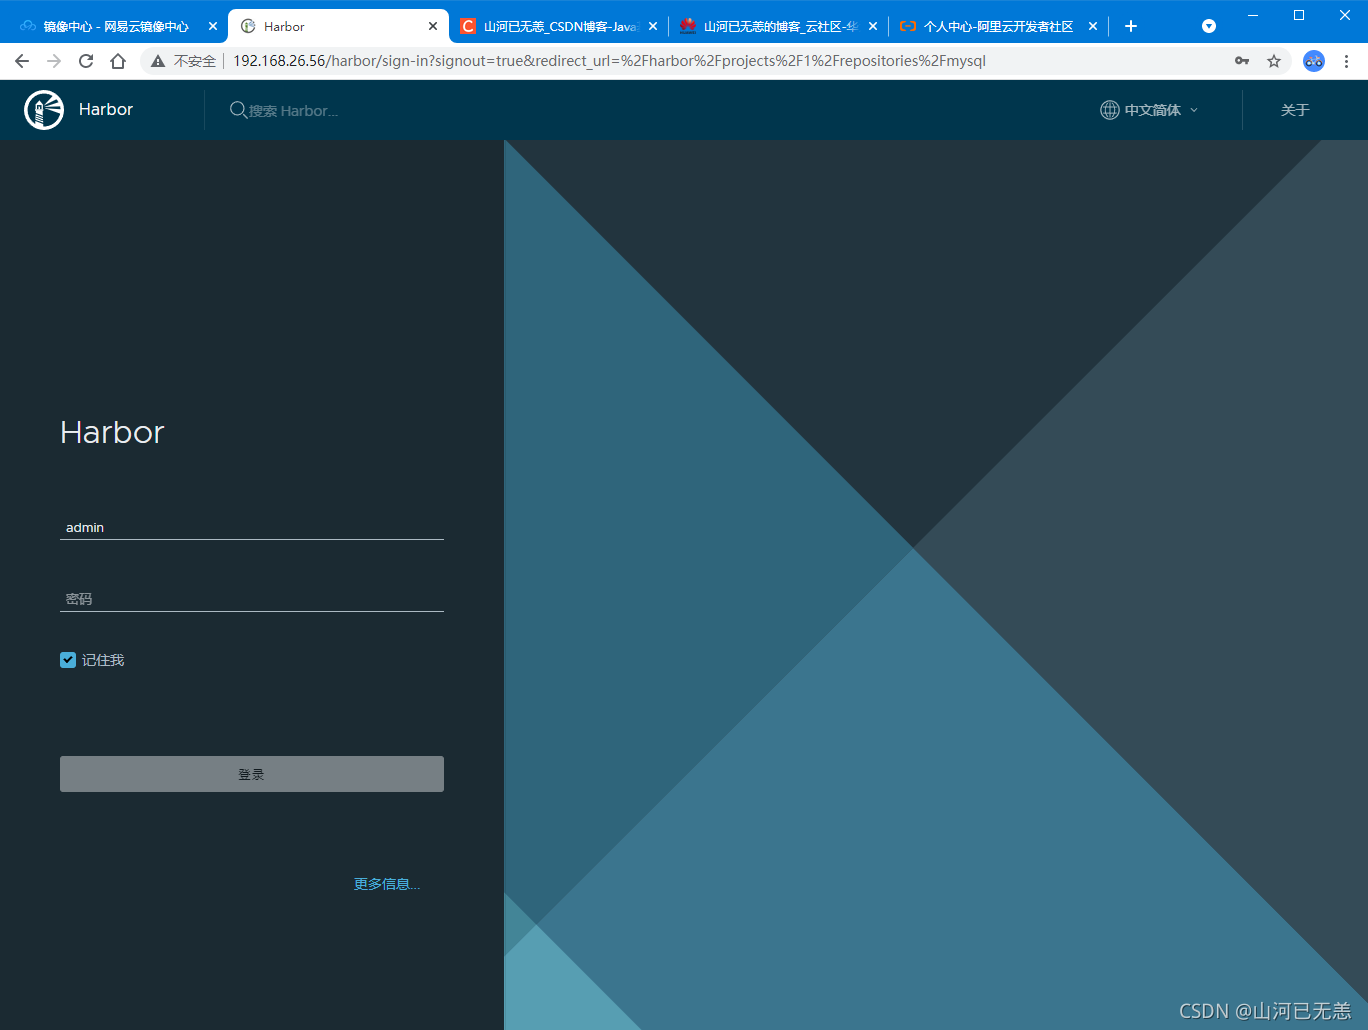 镜像中心 - 网易云镜像中心
Harbor
山河已无恙_CSDN博客-Java
山河已无恙的博客_云社区-华
个人中心-阿里云开发者社区
不安全
192.168.26.56/harbor/sign-in?signout=true&redirect_url=%2Fharbor%2Fprojects%2F1%2Frepositories%2Fmysql
Harbor
搜索 Harbor...
中文简体
关于
Harbor
admin
密码
记住我
登录
更多信息...
CSDN @山河已无恙